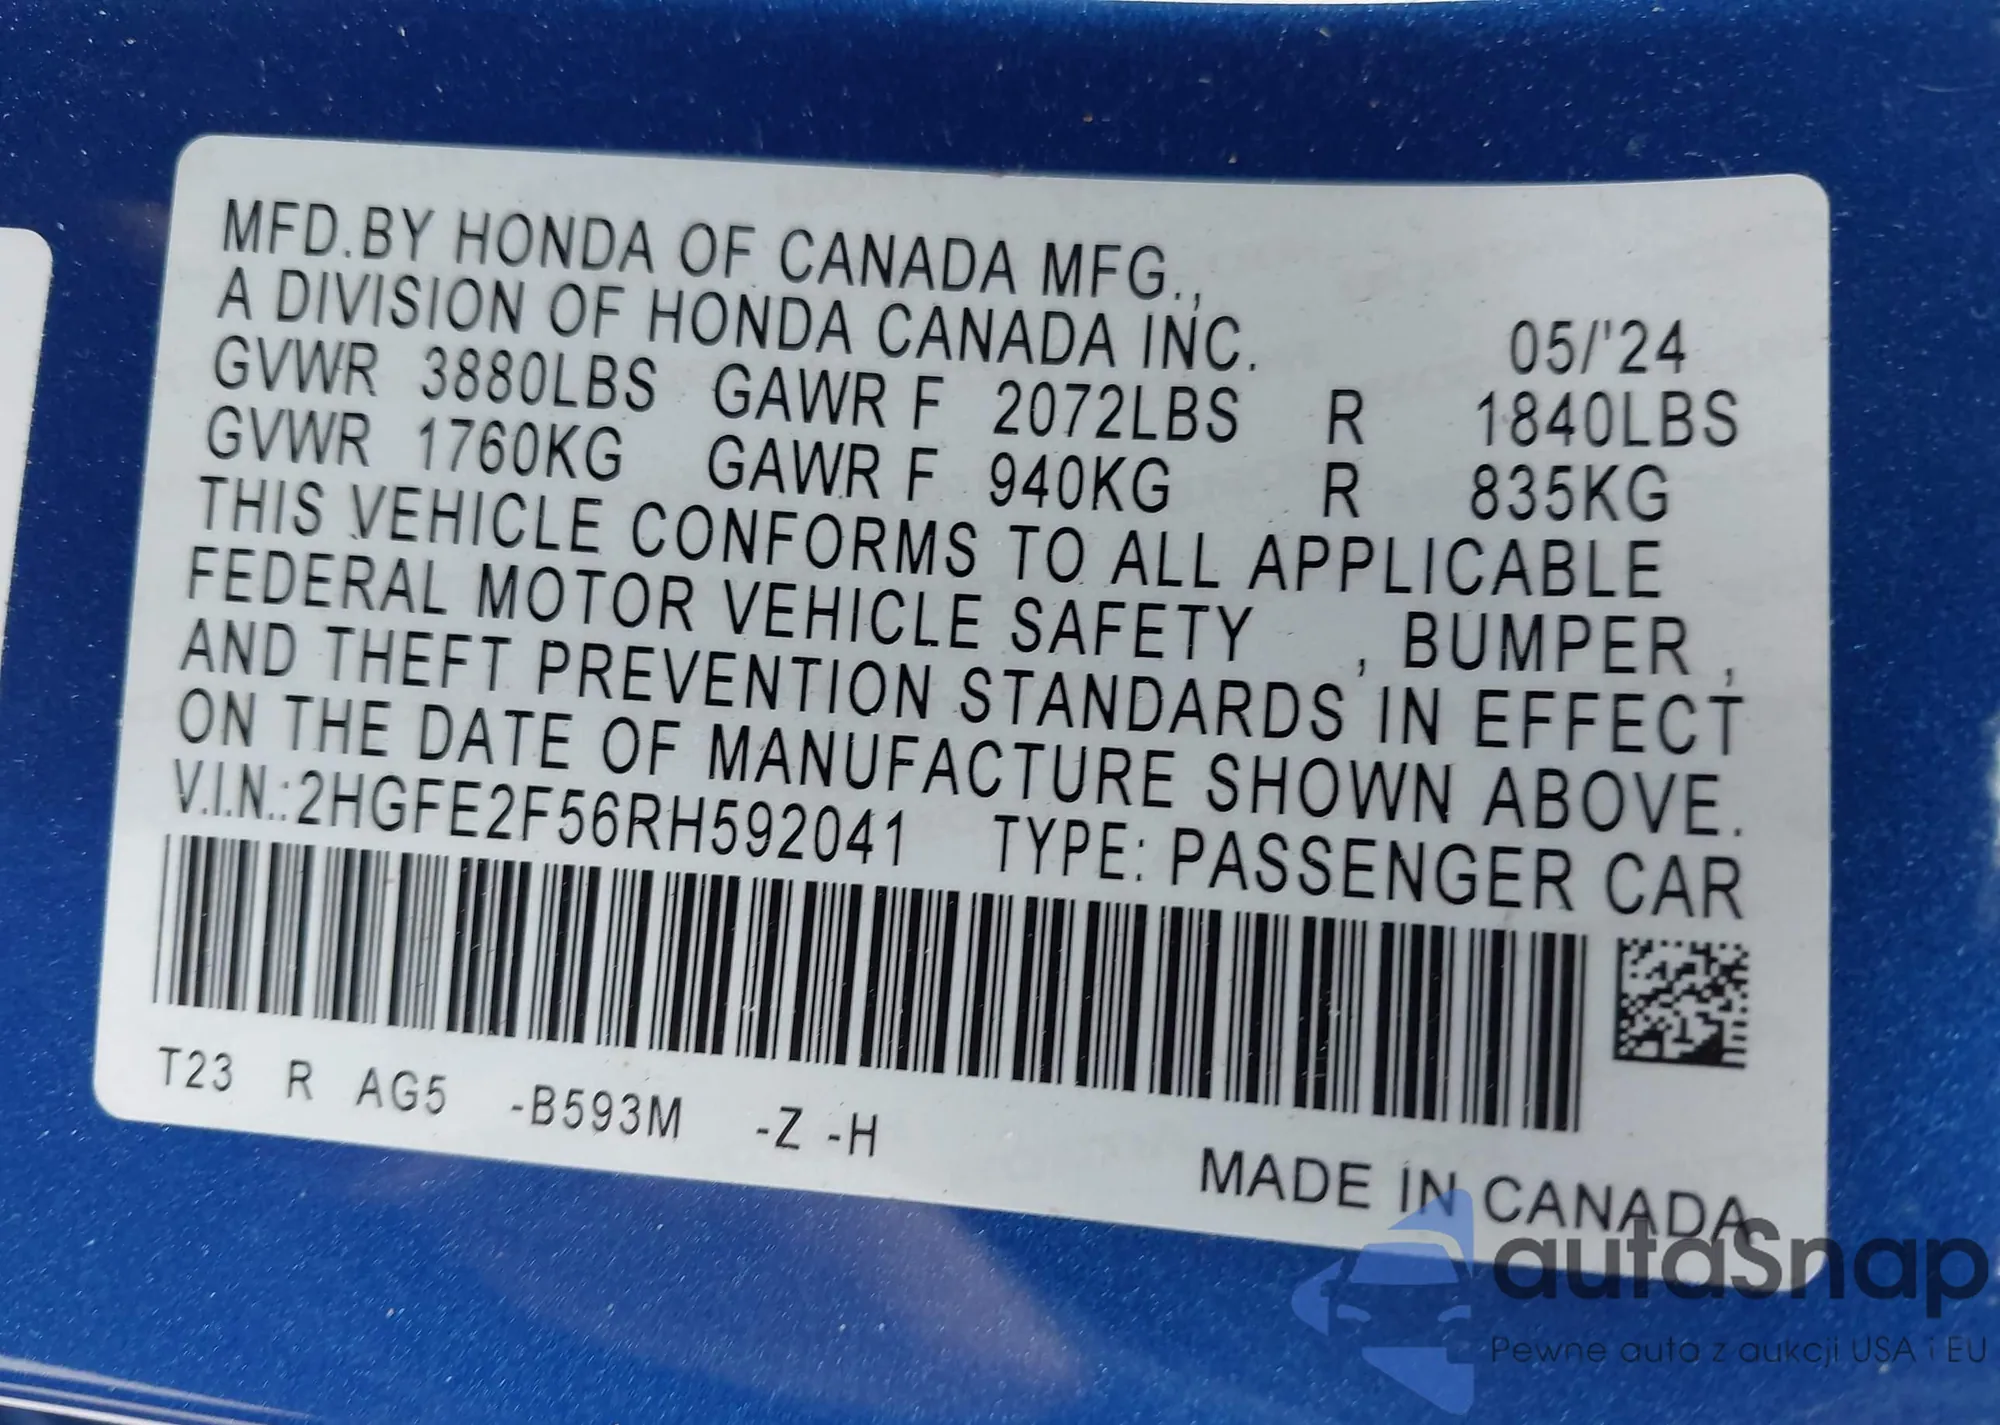 MFD.BY HONDA OF CANADA MFG.,
A DIVISION OF HONDA CANADA INC. 05/'24
GVWR 3880LBS GAWR F 2072LBS R 1840LBS
GVWR 1760KG GAWR F 940KG R 835KG
THIS VEHICLE CONFORMS TO ALL APPLICABLE
FEDERAL MOTOR VEHICLE SAFETY , BUMPER ,
AND THEFT PREVENTION STANDARDS IN EFFECT
ON THE DATE OF MANUFACTURE SHOWN ABOVE.
V.I.N.:2HGFE2F56RH592041 TYPE: PASSENGER CAR
T23 R AG5 -B593M -Z -H
MADE IN CANADA
autaSnap
Pewne auta z aukcji USA i EU